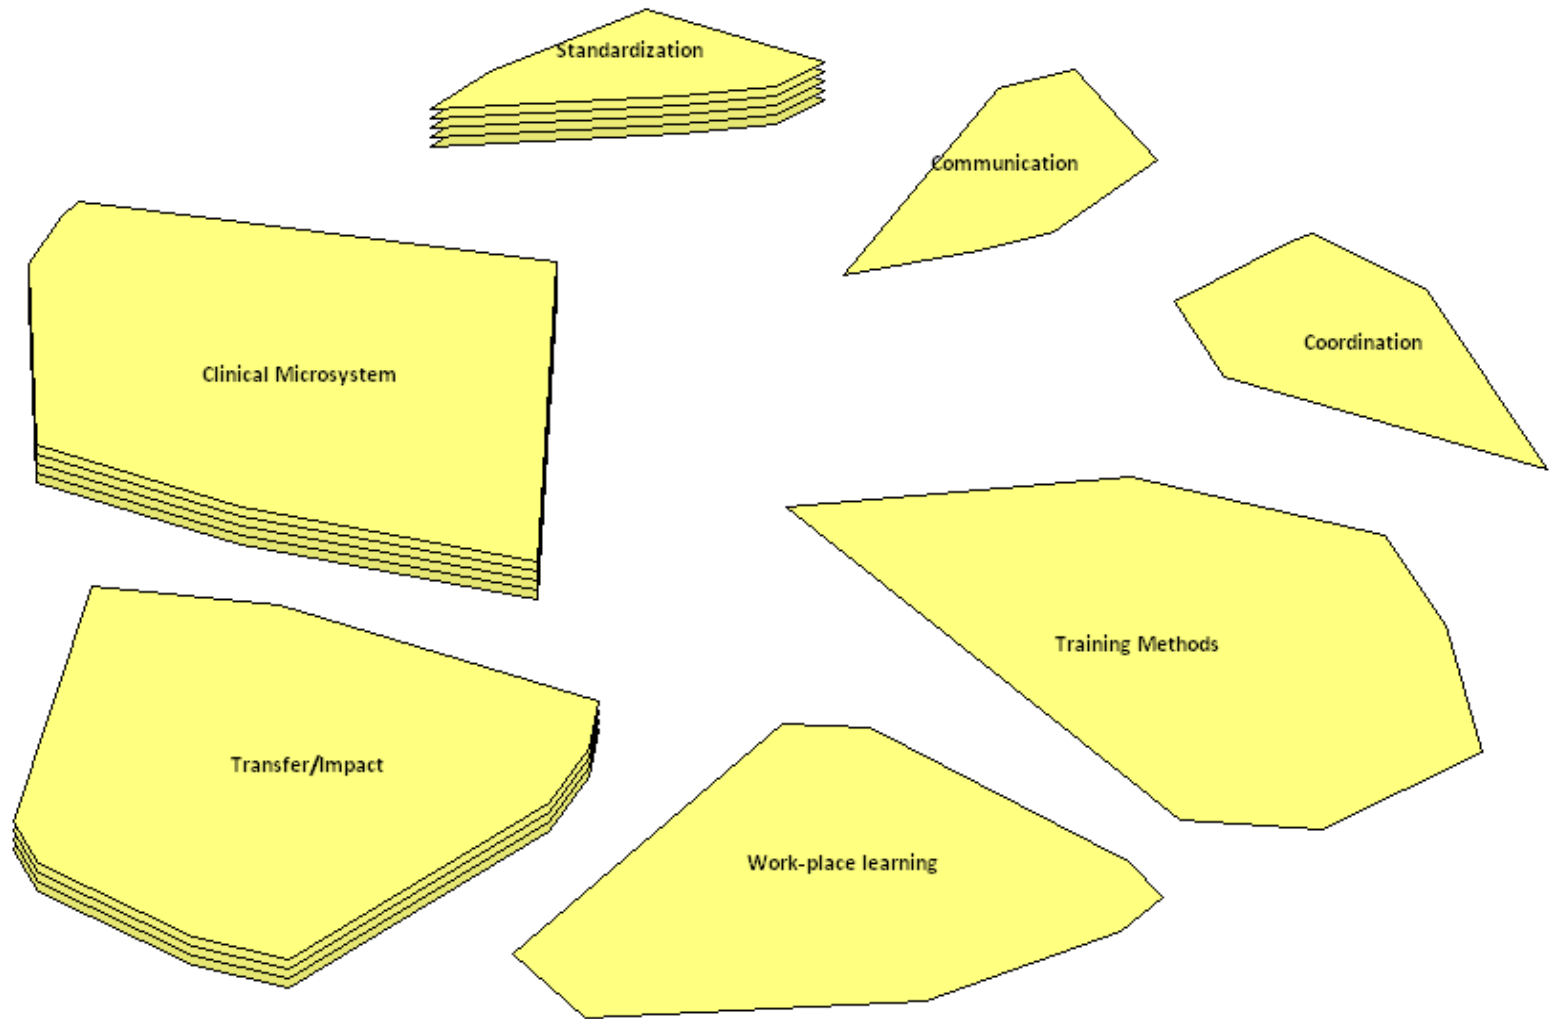 Standardization
Communication
Coordination
Clinical Microsystem
Training Methods
Transfer/Impact
Work-place learning